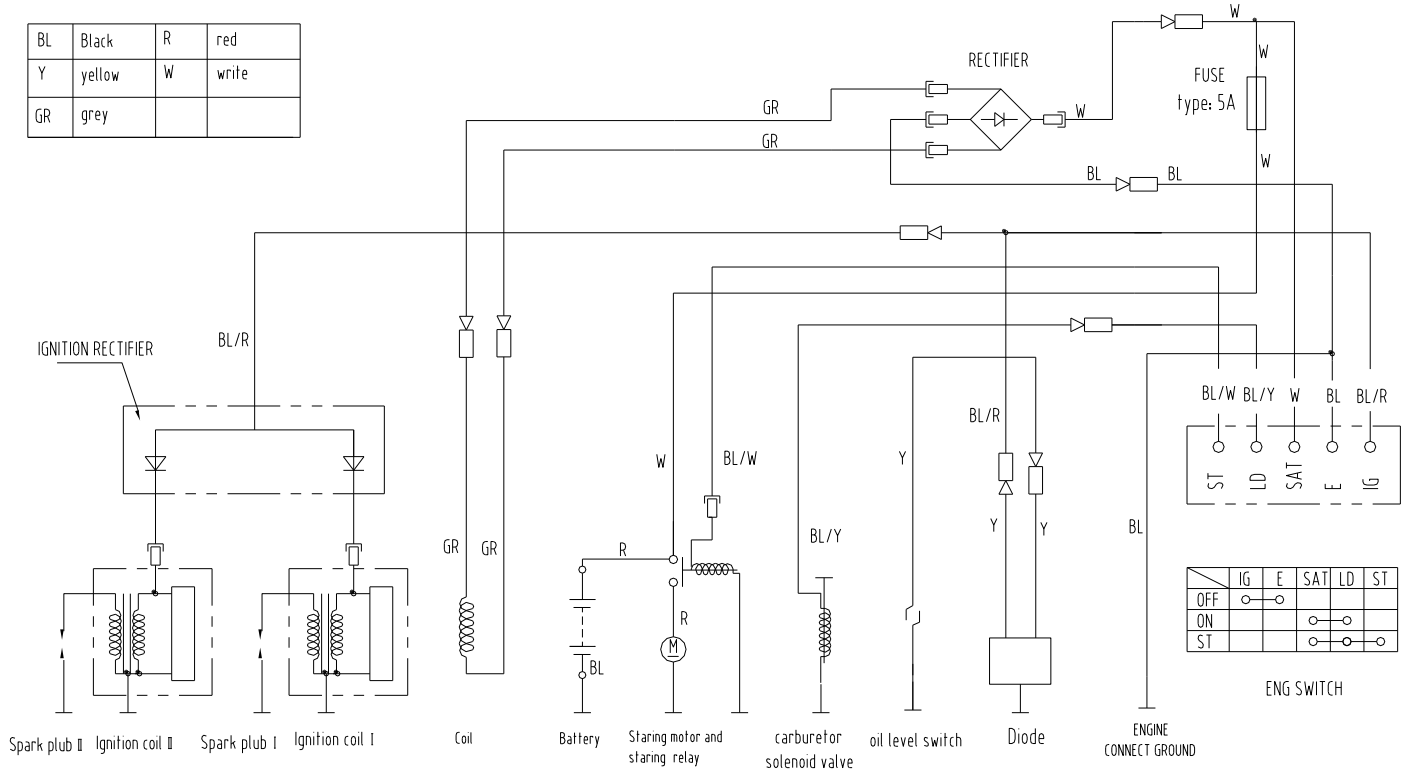 BL Black R red
Y yellow W write
GR grey
RECTIFIER
FUSE
type: 5A
W
W
W
W
GR
GR
BL
BL
IGNITION RECTIFIER
BL/R
BL/R
BL/W
BL/Y
W
BL
BL/R
ST
LD
SAT
E
IG
W
BL/W
Y
Y
Y
BL/Y
BL
GR
GR
R
R
M
BL
IG E SAT LD ST
OFF
ON
ST
ENG SWITCH
Spark plub II
Ignition coil II
Spark plub I
Ignition coil I
Coil
Battery
Staring motor and
staring relay
carburetor
solenoid valve
oil level switch
Diode
ENGINE
CONNECT GROUND